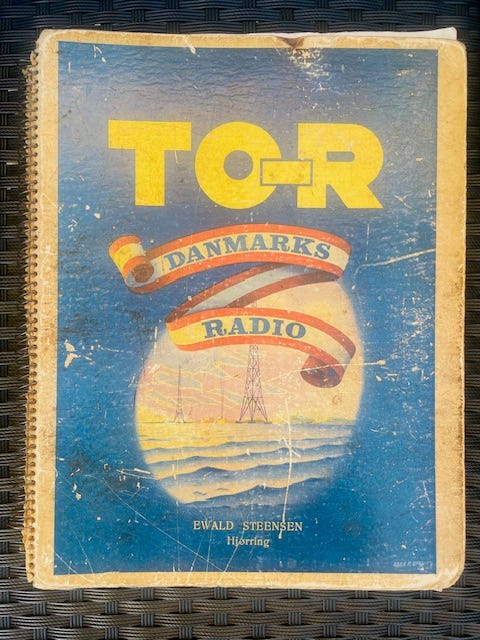 TO-R
DANMARKS
RADIO
EWALD STEENSEN
Hjørring